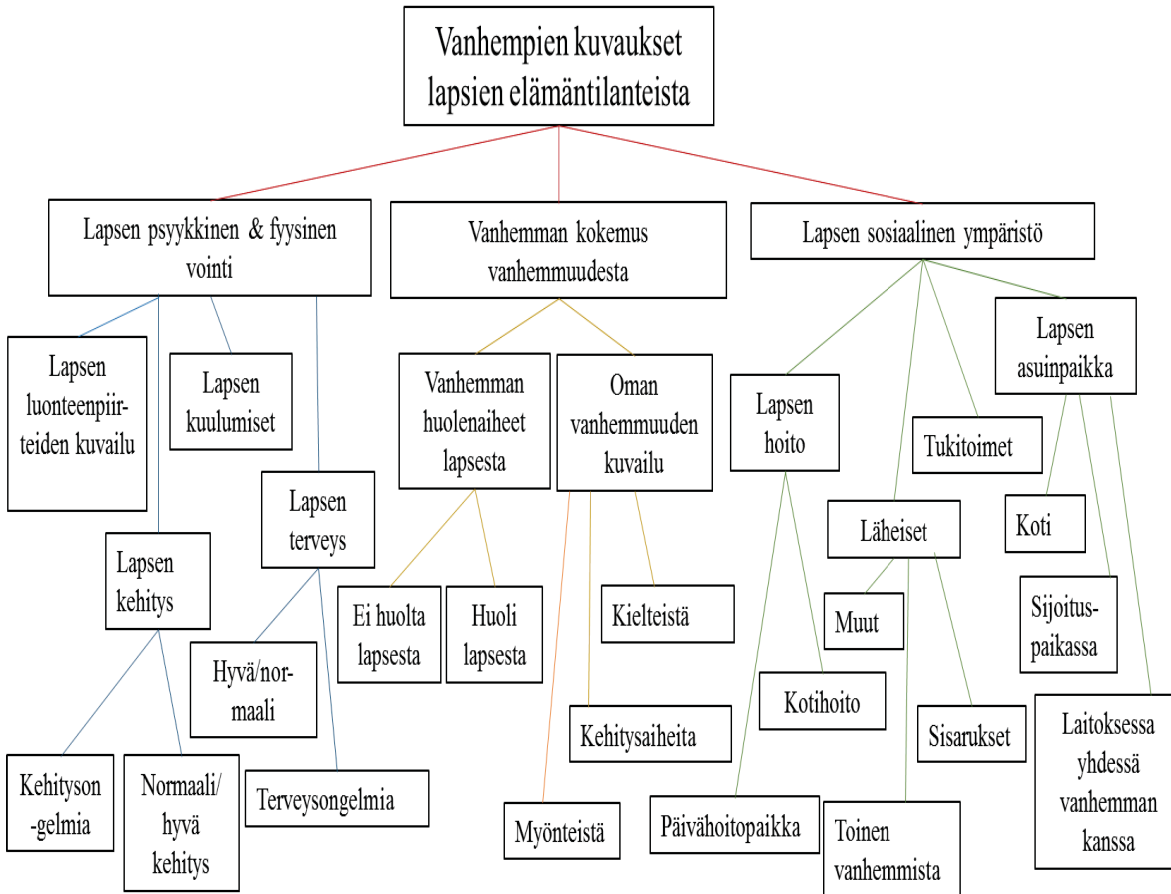 Vanhempien kuvaukset
lapsien elämäntilanteista
Lapsen psyykkinen & fyysinen
vointi
Vanhemman kokemus
vanhemmuudesta
Lapsen sosiaalinen ympäristö
Lapsen
luonteenpiir-
teiden kuvailu
Lapsen
kuulumiset
Lapsen
kehitys
Lapsen
terveys
Kehityson
-gelmia
Normaali/
hyvä
kehitys
Hyvä/nor-
maali
Terveysongelmia
Vanhemman
huolenaiheet
lapsesta
Oman
vanhemmuuden
kuvailu
Ei huolta
lapsesta
Huoli
lapsesta
Myönteistä
Kehitysaiheita
Kielteistä
Lapsen
hoito
Läheiset
Tukitoimet
Lapsen
asuinpaikka
Päivähoitopaikka
Kotihoito
Muut
Toinen
vanhemmista
Sisarukset
Koti
Sijoitus-
paikassa
Laitoksessa
yhdessä
vanhemman
kanssa